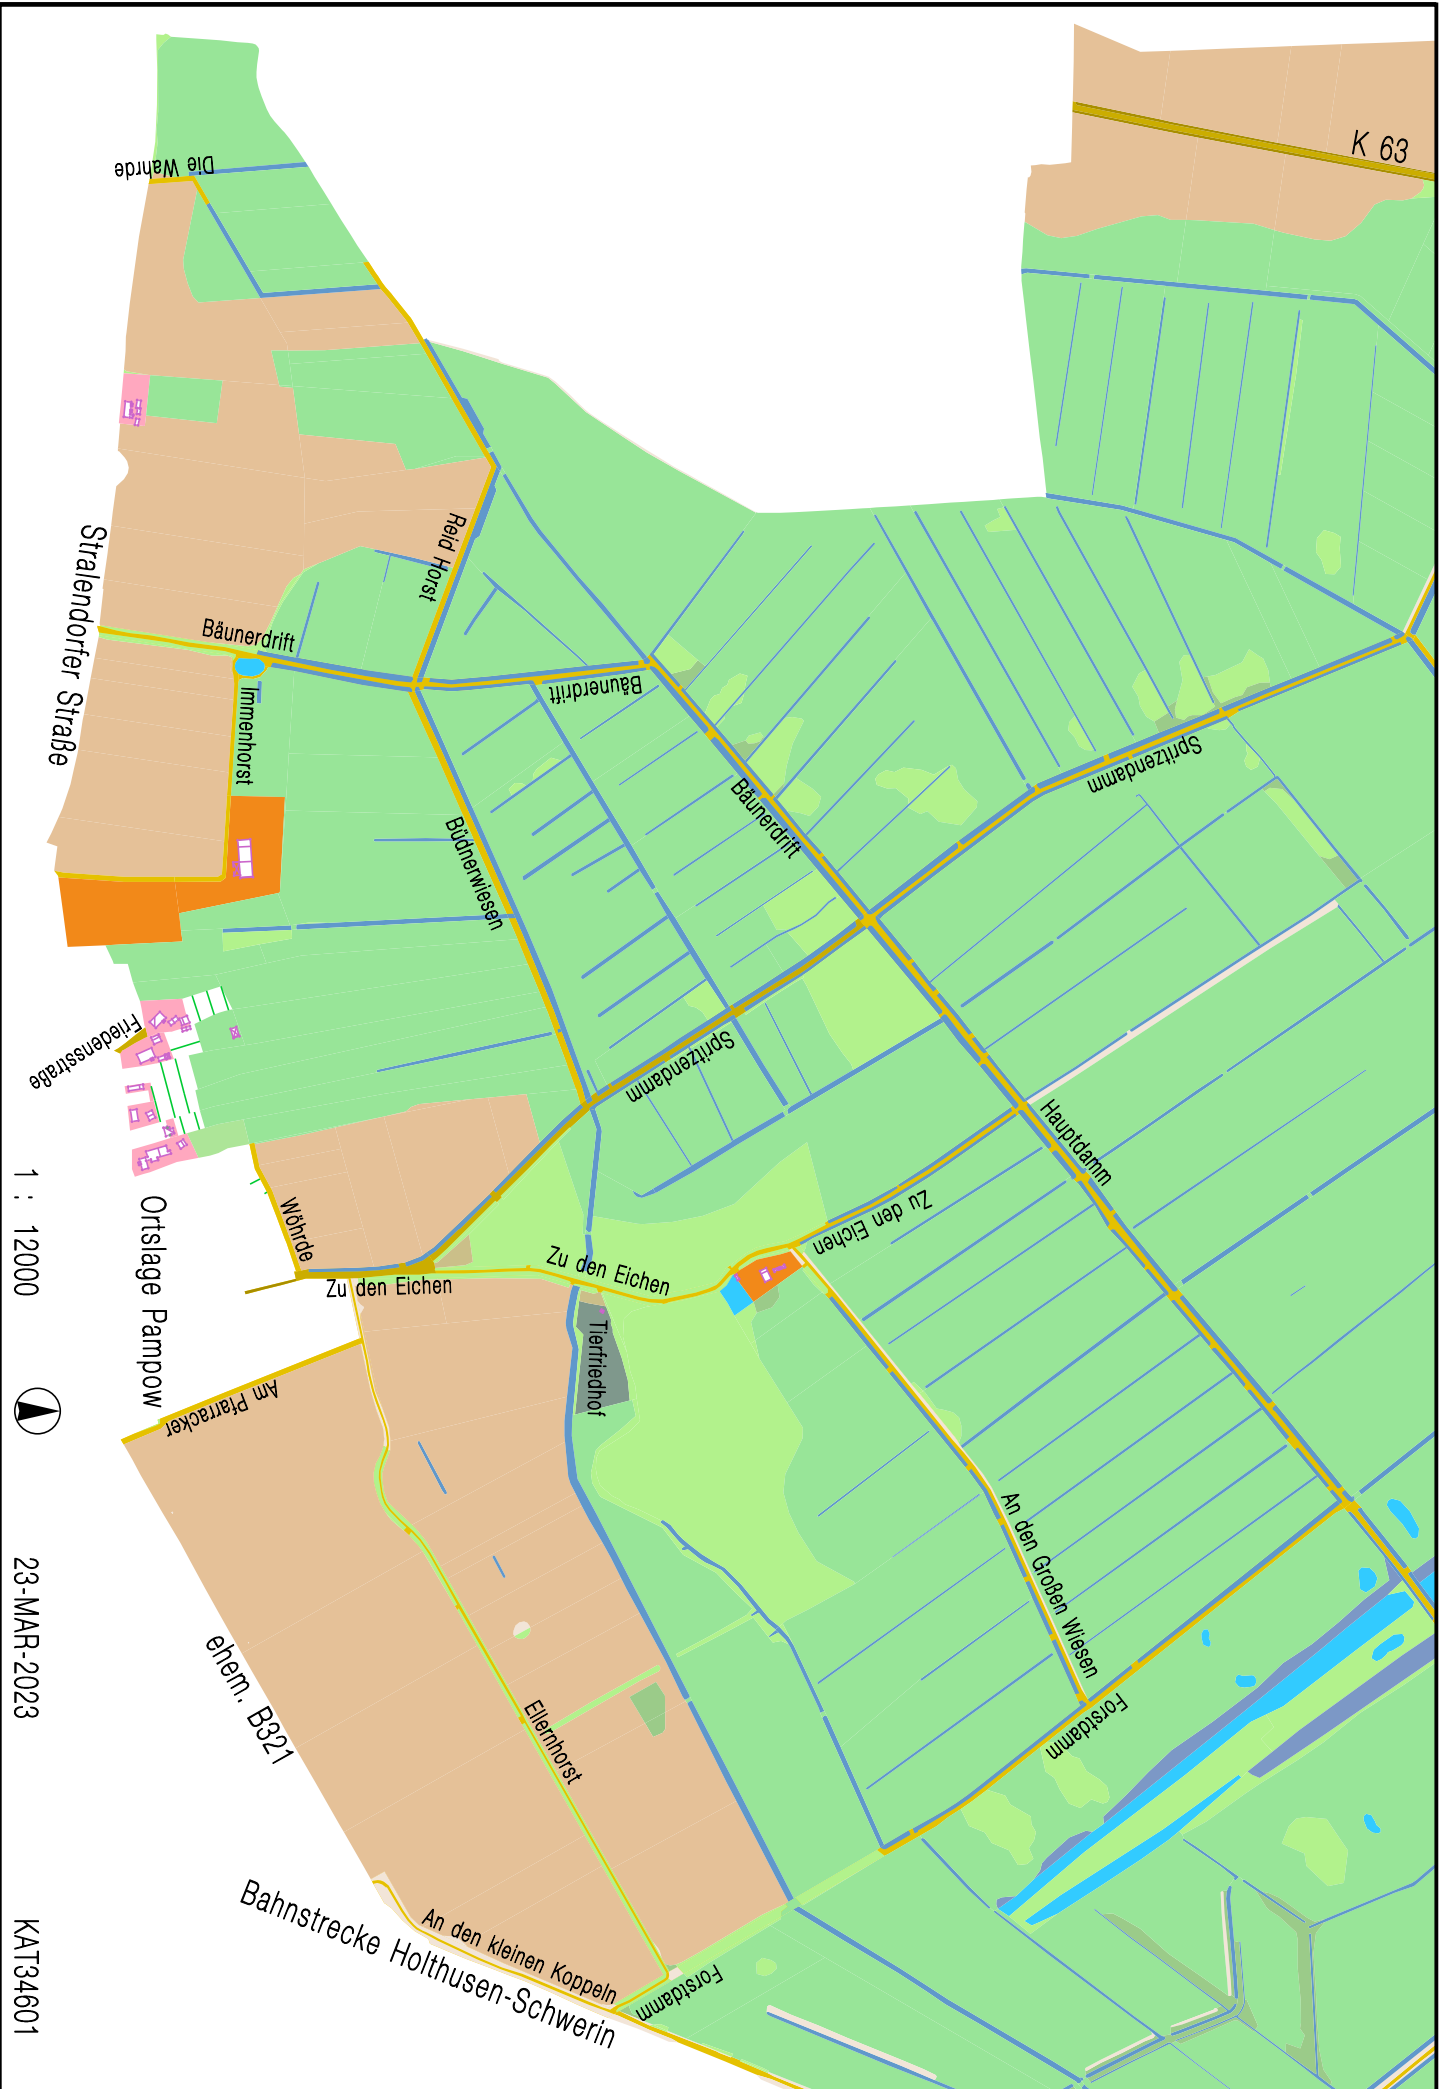 K 63
Die Wahrde
Reid Horst
Stralendorfer Straße
Bäunerdrift
Immenhorst
Bäunerdrift
Bäunerdrift
Spritzendamm
Büdnerwiesen
Friedensstraße
Spritzendamm
Hauptdamm
Zu den Eichen
Wöhrde
Zu den Eichen
Zu den Eichen
Tierfriedhof
Ortslage Pampow
Am Pfarracker
An den Großen Wiesen
Forstdamm
Ellernhorst
ehem. B321
An den kleinen Koppeln
Bahnstrecke Holthusen-Schwerin
Forstdamm
1 : 12000
23-MAR-2023
KAT34601